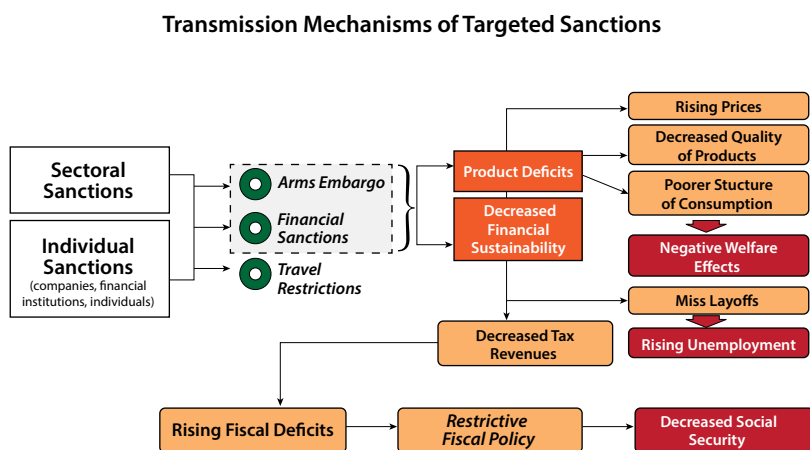 Transmission Mechanisms of Targeted Sanctions
Sectoral
Sanctions
Individual
Sanctions
(companies, financial
institutions, individuals)
Arms Embargo
Financial
Sanctions
Travel
Restrictions
Product Deficits
Decreased
Financial
Sustainability
Rising Prices
Decreased Quality
of Products
Poorer Stucture
of Consumption
Negative Welfare
Effects
Miss Layoffs
Rising Unemployment
Decreased Tax
Revenues
Rising Fiscal Deficits
Restrictive
Fiscal Policy
Decreased Social
Security